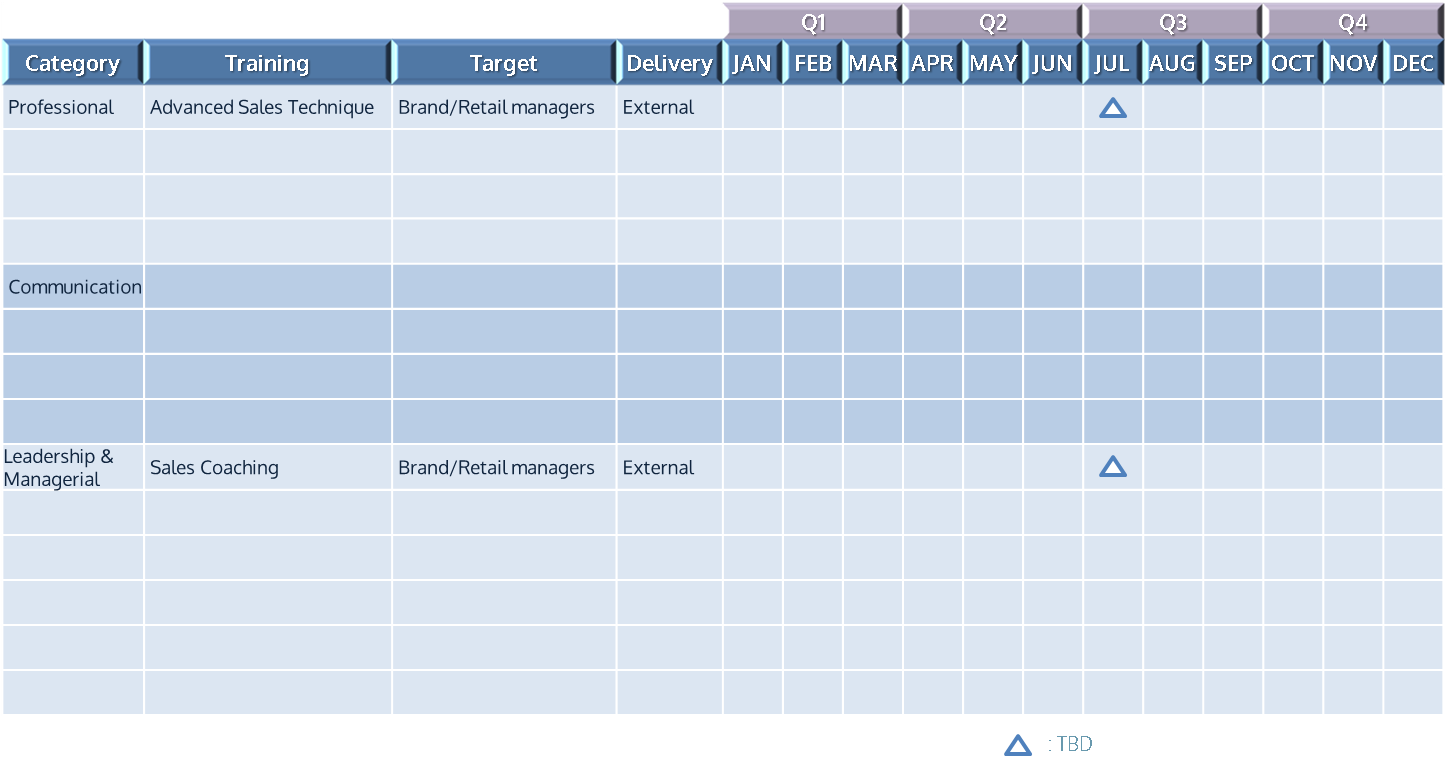 Q1 Q2 Q3 Q4
Category Training Target Delivery JAN FEB MAR APR MAY JUN JUL AUG SEP OCT NOV DEC
Professional Advanced Sales Technique Brand/Retail managers External
Communication
Leadership &
Managerial Sales Coaching Brand/Retail managers External
: TBD